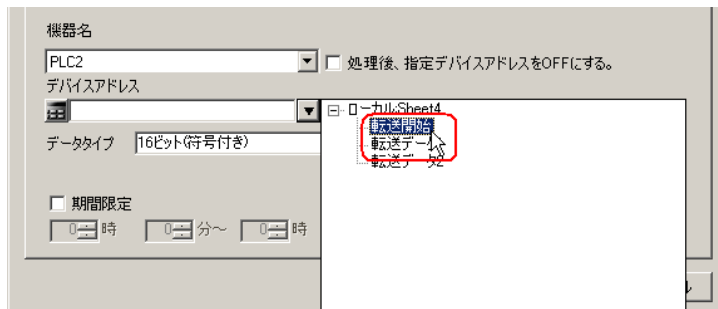 機器名
PLC2
処理後、指定デバイスアドレスをOFFにする。
デバイスアドレス
ローカル:Sheet4
転送開始
転送データ
転送データ2
データタイプ
16ビット(符号付き)
期間限定
0 時 0 分～ 0 時